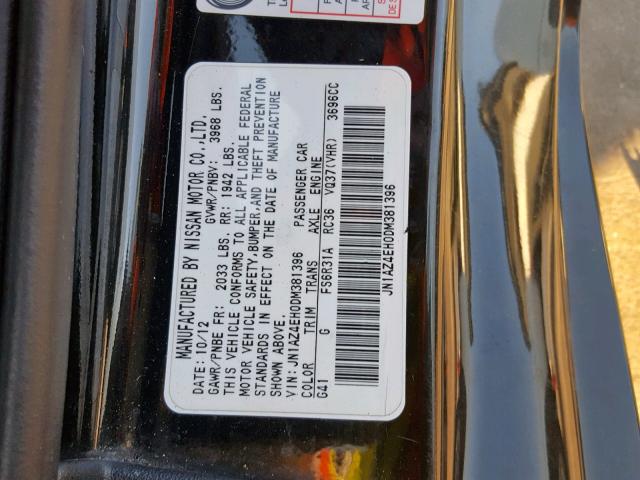 MANUFACTURED BY NISSAN MOTOR CO.,LTD.
DATE: 10/12 GVWR/PNBV: 3968 LBS.
GAWR/PNBE FR: 2033 LBS. RR: 1942 LBS.
THIS VEHICLE CONFORMS TO ALL APPLICABLE FEDERAL
MOTOR VEHICLE SAFETY,BUMPER,AND THEFT PREVENTION
STANDARDS IN EFFECT ON THE DATE OF MANUFACTURE
SHOWN ABOVE.
VIN: JN1AZ4EH0DM381396 PASSENGER CAR
COLOR TRIM TRANS AXLE ENGINE
G41 G FS6R31A RC36 VQ37(VHR) 3696CC
JN1AZ4EH0DM381396